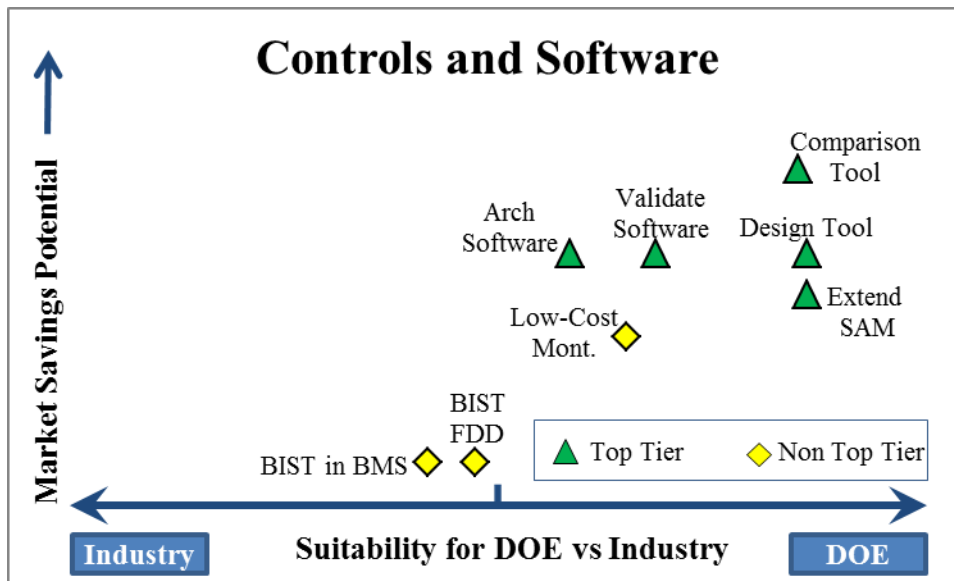 Controls and Software
Market Savings Potential
Comparison
Tool
Arch
Software
Validate
Software
Design Tool
Extend
SAM
Low-Cost
Mont.
BIST
FDD
BIST in BMS
Top Tier
Non Top Tier
Industry
Suitability for DOE vs Industry
DOE